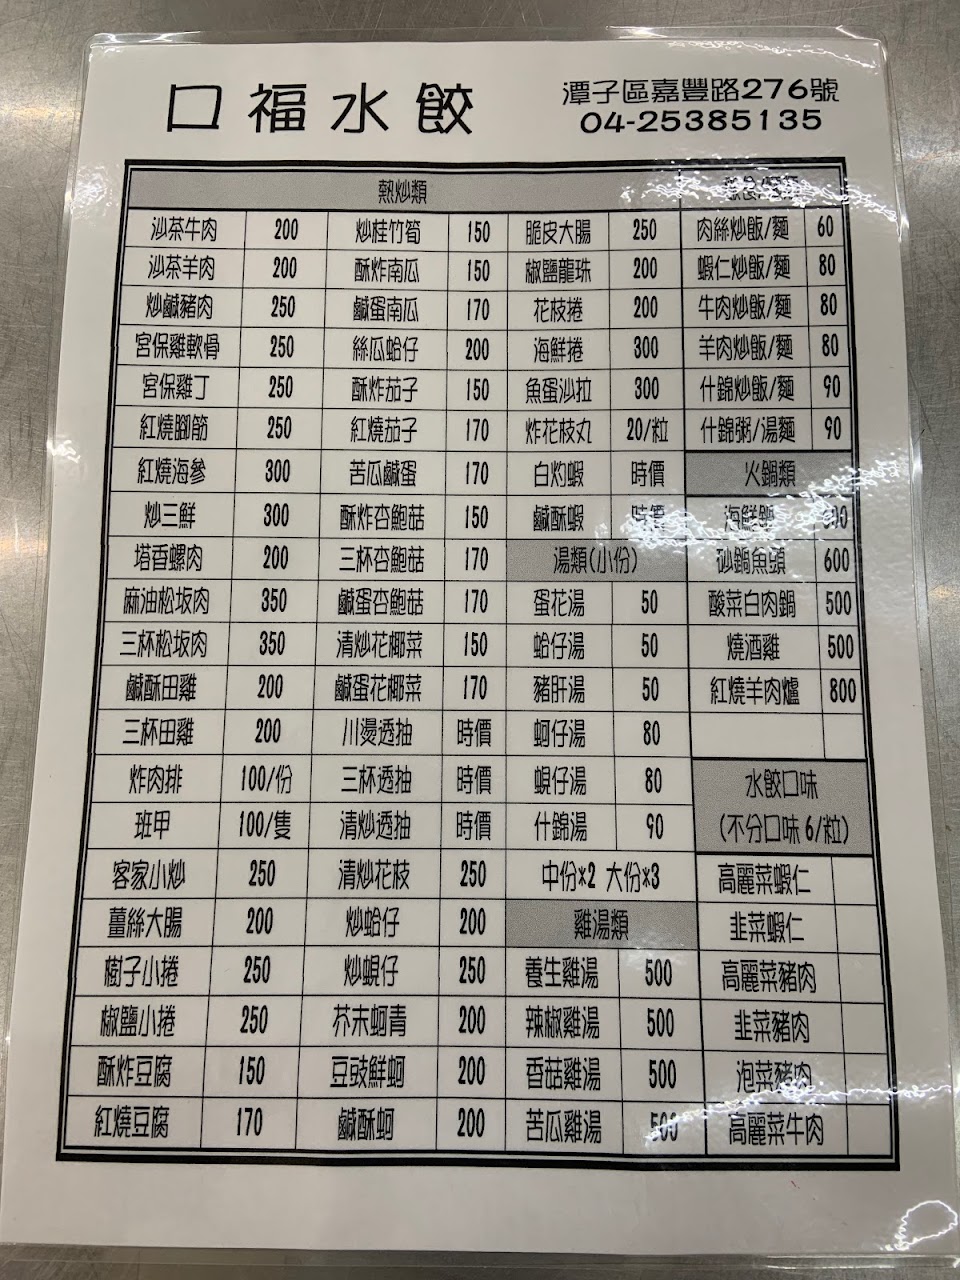 口福水餃
潭子區嘉豐路276號
04-25385135
熱炒類
沙茶牛肉 200 炒桂竹筍 150 脆皮大腸 250 肉絲炒飯/麵 60
沙茶羊肉 200 酥炸南瓜 150 椒鹽龍珠 200 蝦仁炒飯/麵 80
炒鹹豬肉 250 鹹蛋南瓜 170 花枝捲 200 牛肉炒飯/麵 80
宮保雞軟骨 250 絲瓜蛤仔 200 海鮮捲 300 羊肉炒飯/麵 80
宮保雞丁 250 酥炸茄子 150 魚蛋沙拉 300 什錦炒飯/麵 90
紅燒腳筋 250 紅燒茄子 170 炸花枝丸 20/粒 什錦粥/湯麵 90
紅燒海參 300 苦瓜鹹蛋 170 白灼蝦 時價 火鍋類
炒三鮮 300 酥炸杏鮑菇 150 鹹酥蝦 時價 海鮮鍋
塔香螺肉 200 三杯杏鮑菇 170 湯類(小份) 砂鍋魚頭 600
麻油松坂肉 350 鹹蛋杏鮑菇 170 蛋花湯 50 酸菜白肉鍋 500
三杯松坂肉 350 清炒花椰菜 150 蛤仔湯 50 燒酒雞 500
鹹酥田雞 200 鹹蛋花椰菜 170 豬肝湯 50 紅燒羊肉爐 800
三杯田雞 200 川燙透抽 時價 蚵仔湯 80
炸肉排 100/份 三杯透抽 時價 蜆仔湯 80 水餃口味
班甲 100/隻 清炒透抽 時價 什錦湯 90 (不分口味 6/粒)
客家小炒 250 清炒花枝 250 中份*2 大份*3 高麗菜蝦仁
薑絲大腸 200 炒蛤仔 200 雞湯類 韭菜蝦仁
樹子小捲 250 炒蜆仔 250 養生雞湯 500 高麗菜豬肉
椒鹽小捲 250 芥末蚵青 200 辣椒雞湯 500 韭菜豬肉
酥炸豆腐 150 豆豉鮮蚵 200 香菇雞湯 500 泡菜豬肉
紅燒豆腐 170 鹹酥蚵 200 苦瓜雞湯 500 高麗菜牛肉